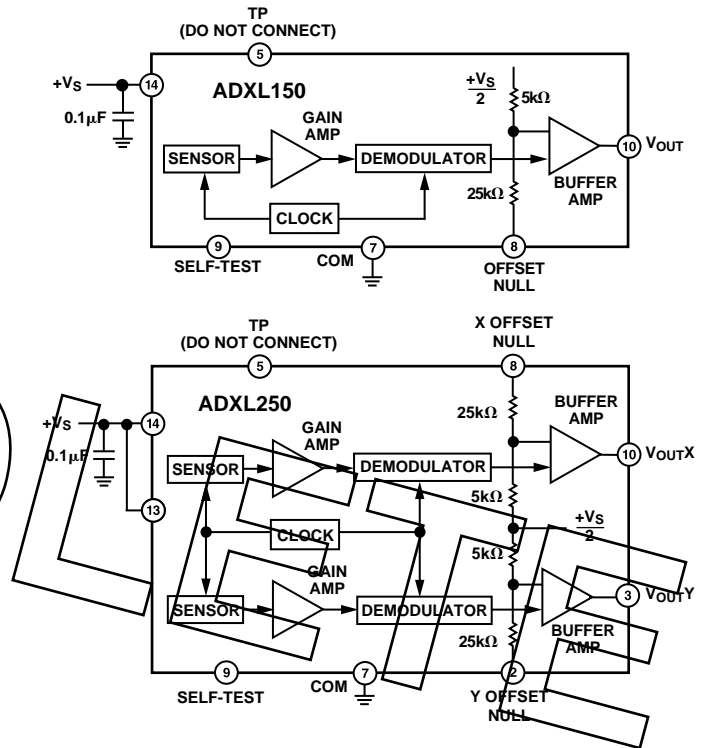 TP
(DO NOT CONNECT)
5
+VS
14
0.1µF
ADXL150
GAIN
AMP
+VS
2
5kΩ
SENSOR
DEMODULATOR
10
VOUT
25kΩ
BUFFER
AMP
CLOCK
9
7
8
SELF-TEST
COM
OFFSET
NULL
TP
(DO NOT CONNECT)
5
X OFFSET
NULL
8
+VS
14
0.1µF
13
ADXL250
GAIN
AMP
25kΩ
BUFFER
AMP
SENSOR
DEMODULATOR
10
VOUTX
5kΩ
CLOCK
+VS
2
5kΩ
GAIN
AMP
SENSOR
DEMODULATOR
3
VOUTY
25kΩ
BUFFER
AMP
9
7
2
SELF-TEST
COM
Y OFFSET
NULL